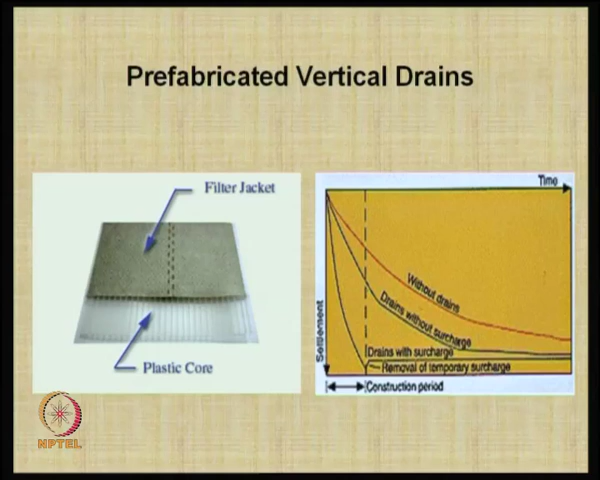 Prefabricated Vertical Drains
Filter Jacket
Plastic Core
Time
Settlement
Without drains
Drains without surcharge
Drains with surcharge
Removal of temporary surcharge
Construction period
NPTEL